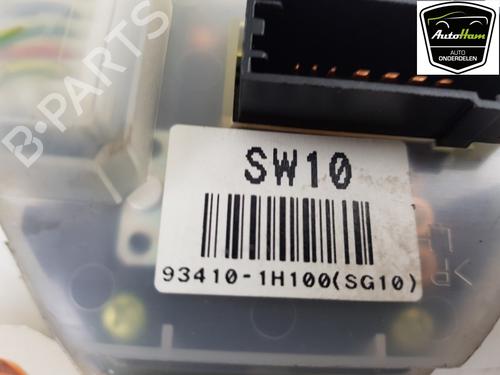 AutoHam
AUTO
ONDERDELEN
B-PARTS
SW10
93410-1H100(SG10)